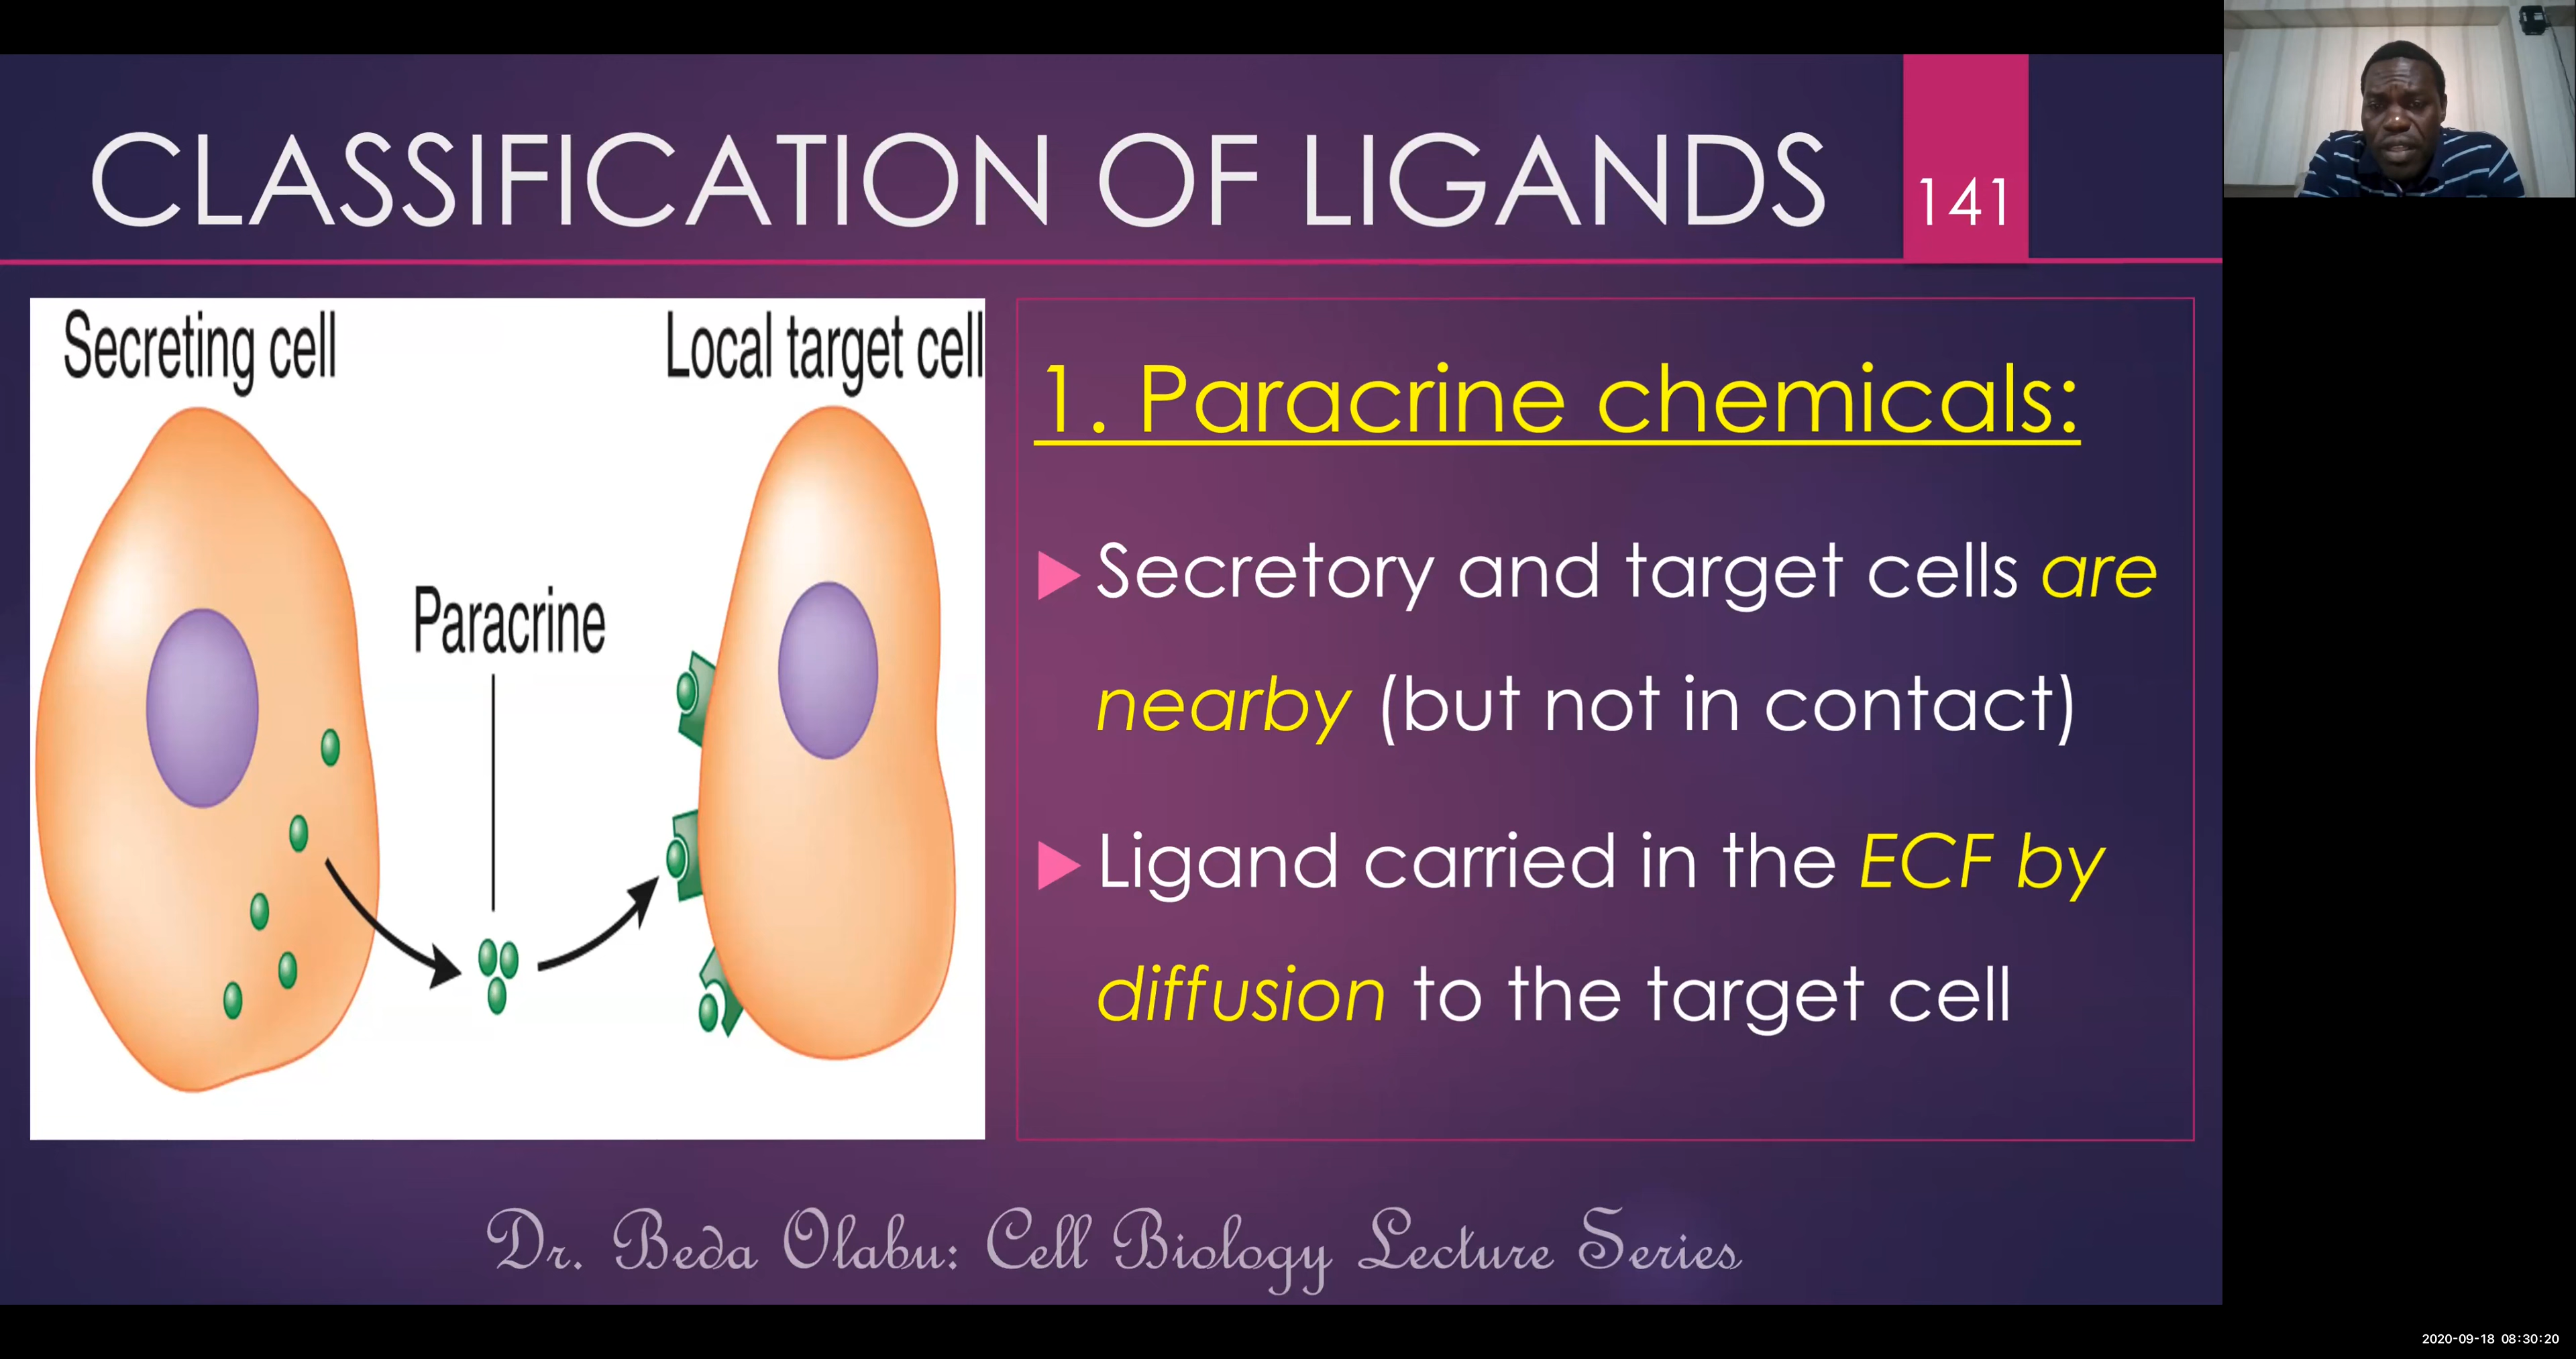 CLASSIFICATION OF LIGANDS
141
Secreting cell
Local target cell
Paracrine
1. Paracrine chemicals:
Secretory and target cells are
nearby (but not in contact)
Ligand carried in the ECF by
diffusion to the target cell
Dr. Beda Olabu: Cell Biology Lecture Series
2020-09-18 08:30:20